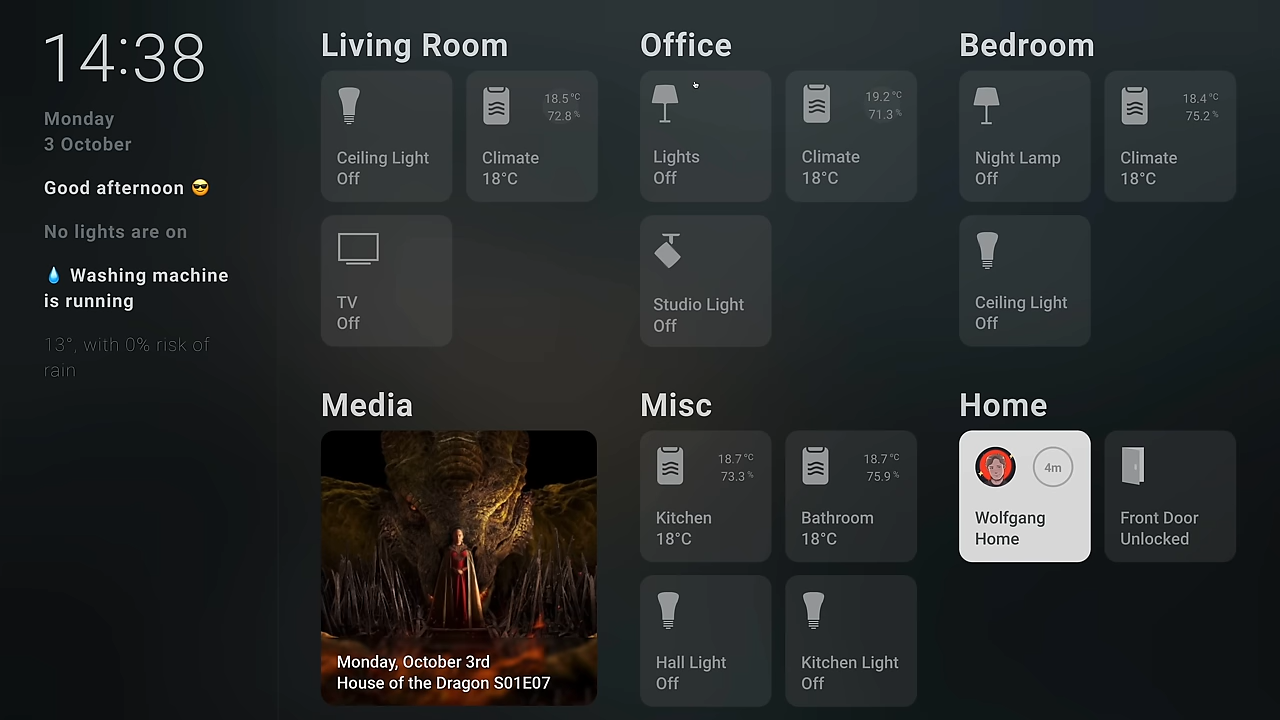 14:38
Monday
3 October
Good afternoon 😎
No lights are on
💧 Washing machine
is running
13°, with 0% risk of
rain
Living Room
Ceiling Light
Off
18.5°C
72.8%
Climate
18°C
TV
Off
Office
Lights
Off
19.2°C
71.3%
Climate
18°C
Studio Light
Off
Bedroom
Night Lamp
Off
18.4°C
75.2%
Climate
18°C
Ceiling Light
Off
Media
Monday, October 3rd
House of the Dragon S01E07
Misc
18.7°C
73.3%
Kitchen
18°C
18.7°C
75.9%
Bathroom
18°C
Hall Light
Off
Kitchen Light
Off
Home
4m
Wolfgang
Home
Front Door
Unlocked